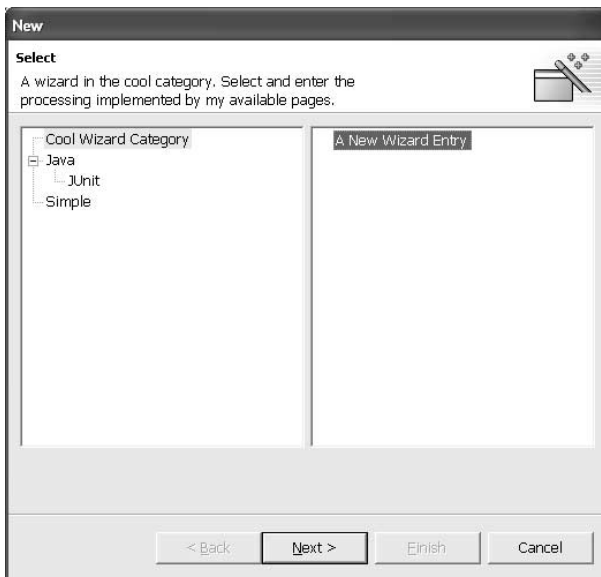 New
Select
A wizard in the cool category. Select and enter the
processing implemented by my available pages.
Cool Wizard Category
Java
JUnit
Simple
A New Wizard Entry
< Back
Next >
Finish
Cancel